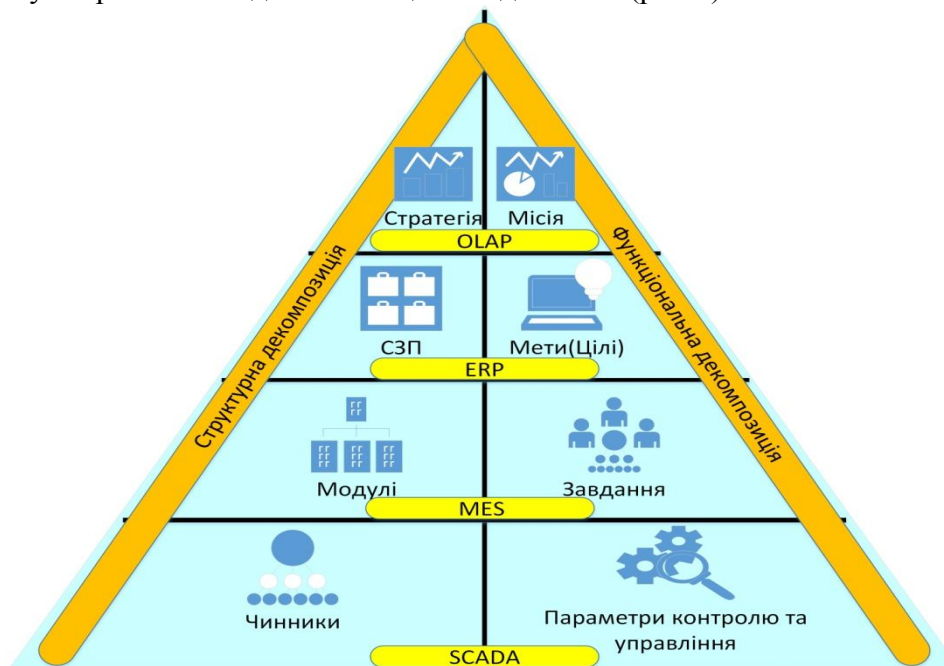 Стратегія Місія
OLAP
СЗП Мети(Цілі)
ERP
Модулі Завдання
MES
Чинники Параметри контролю та
управління
SCADA
Структурна декомпозиція
Функціональна декомпозиція